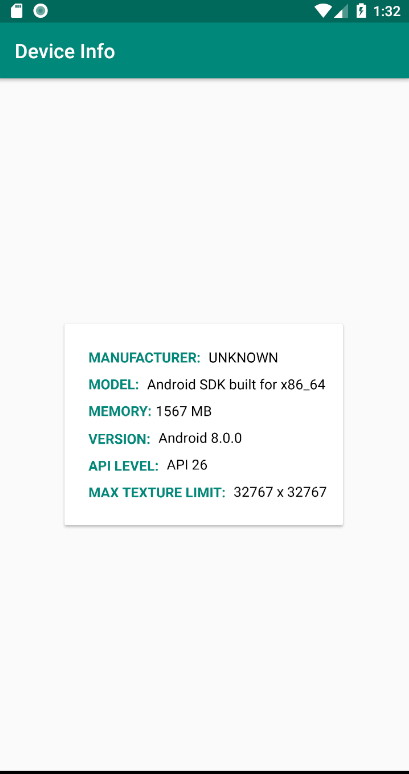 1:32
Device Info
MANUFACTURER: UNKNOWN
MODEL: Android SDK built for x86_64
MEMORY: 1567 MB
VERSION: Android 8.0.0
API LEVEL: API 26
MAX TEXTURE LIMIT: 32767 x 32767